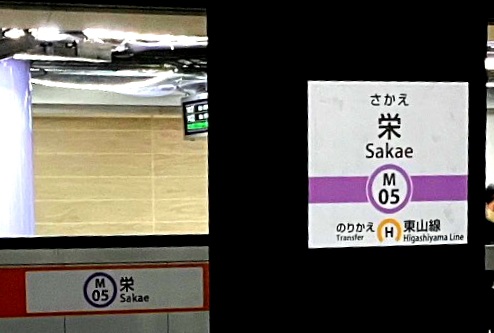 さかえ
栄
Sakae
M
05
のりかえ H 東山線
Transfer Higashiyama Line
M
05
栄
Sakae